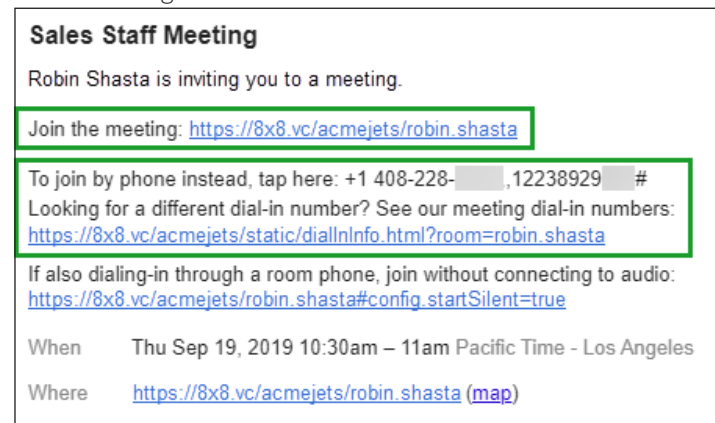 Sales Staff Meeting
Robin Shasta is inviting you to a meeting.
Join the meeting: https://8x8.vc/acmejets/robin.shasta
To join by phone instead, tap here: +1 408-228- ,12238929 #
Looking for a different dial-in number? See our meeting dial-in numbers:
https://8x8.vc/acmejets/static/dialInInfo.html?room=robin.shasta
If also dialing-in through a room phone, join without connecting to audio:
https://8x8.vc/acmejets/robin.shasta#config.startSilent=true
When Thu Sep 19, 2019 10:30am – 11am Pacific Time - Los Angeles
Where https://8x8.vc/acmejets/robin.shasta (map)